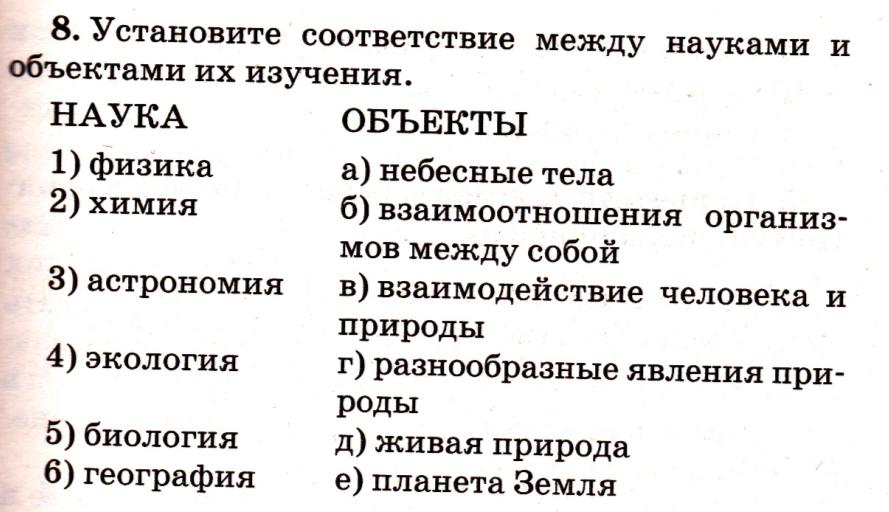 8. Установите соответствие между науками и
объектами их изучения.
НАУКА ОБЪЕКТЫ
1) физика а) небесные тела
2) химия б) взаимоотношения организ-
мов между собой
3) астрономия в) взаимодействие человека и
природы
4) экология г) разнообразные явления при-
роды
5) биология д) живая природа
6) география е) планета Земля